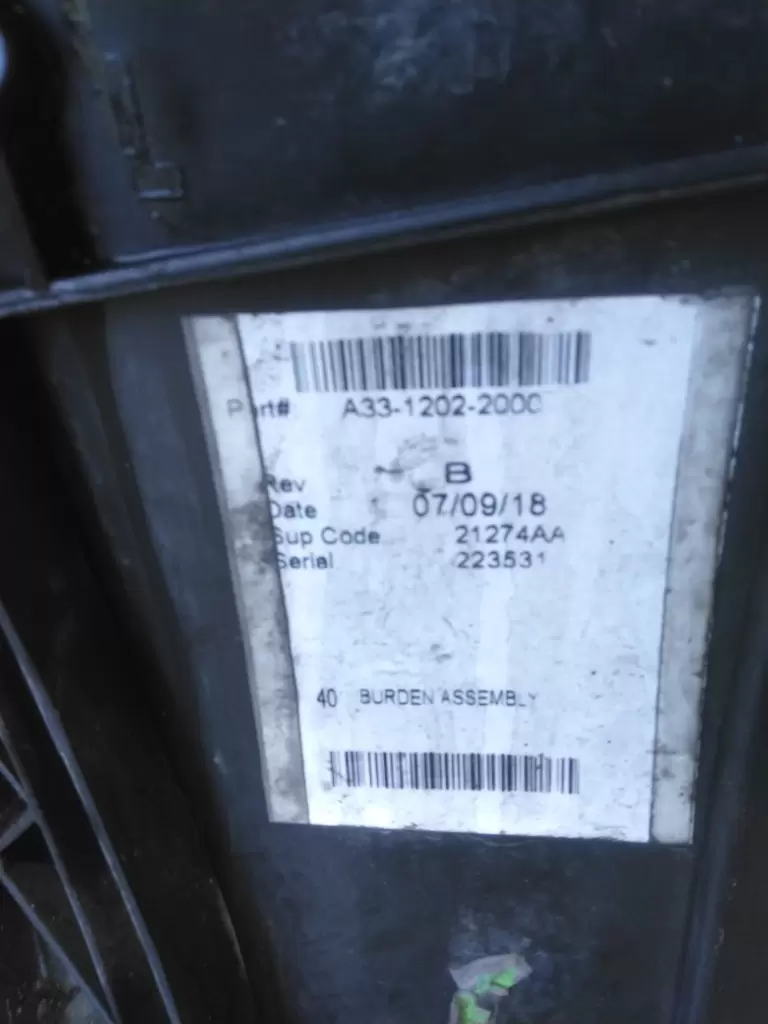 Part# A33-1202-2000
Rev B
Date 07/09/18
Sup Code 21274AA
Serial 223531
40 BURDEN ASSEMBLY